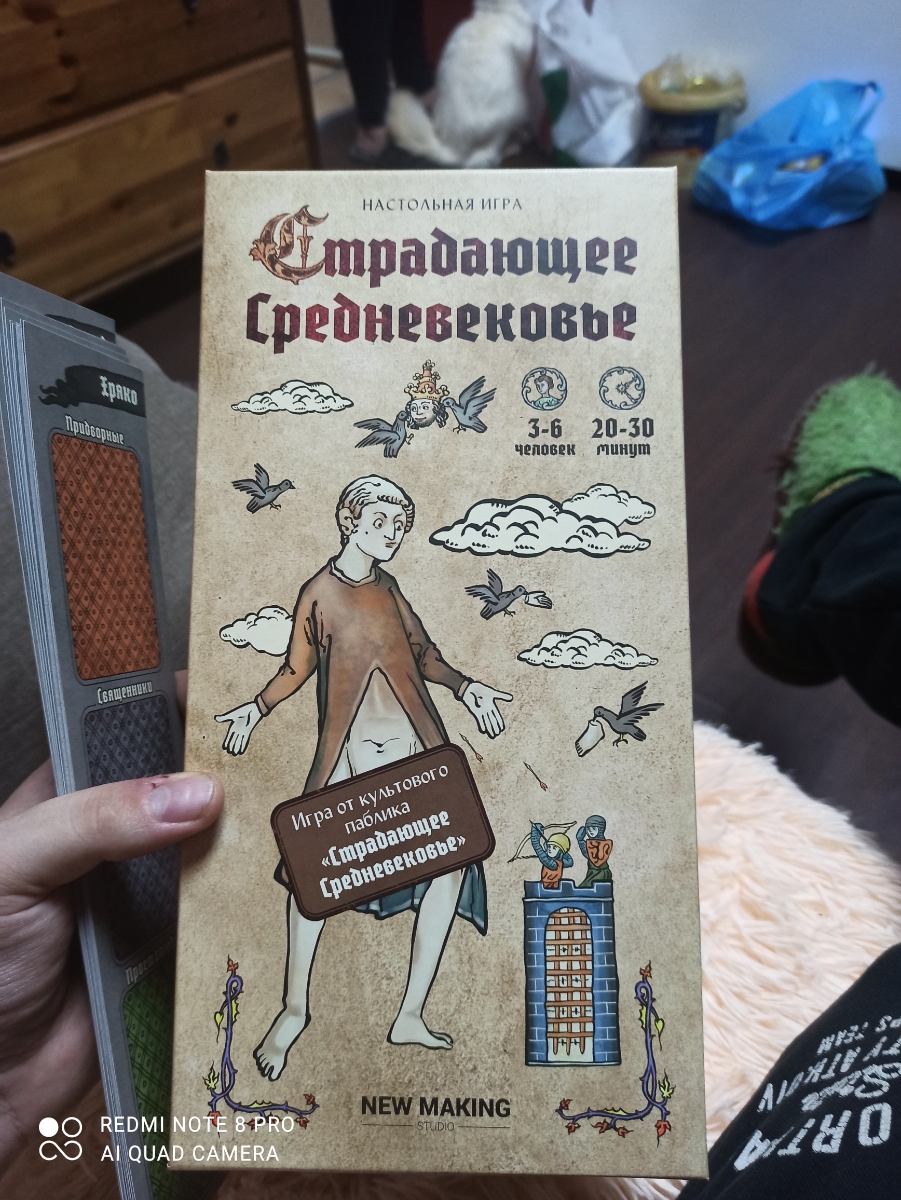 НАСТОЛЬНАЯ ИГРА
Страдающее
Средневековье
3-6
человек
20-30
минут
Игра от культового
паблика
«Страдающее
Средневековье»
NEW MAKING
STUDIO
Придворные
Священники
REDMI NOTE 8 PRO
AI QUAD CAMERA